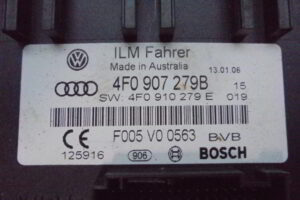 ILM Fahrer
Made in Australia 13.01.06
4F0 907 279B 15
SW: 4F0 910 279 E 019
CE F005 V0 0563 BVB
125916 906 BOSCH